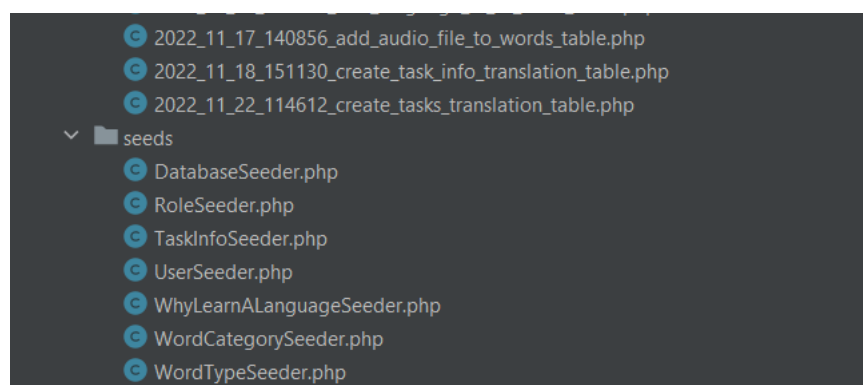 2022_11_17_140856_add_audio_file_to_words_table.php
2022_11_18_151130_create_task_info_translation_table.php
2022_11_22_114612_create_tasks_translation_table.php
seeds
DatabaseSeeder.php
RoleSeeder.php
TaskInfoSeeder.php
UserSeeder.php
WhyLearnALanguageSeeder.php
WordCategorySeeder.php
WordTypeSeeder.php